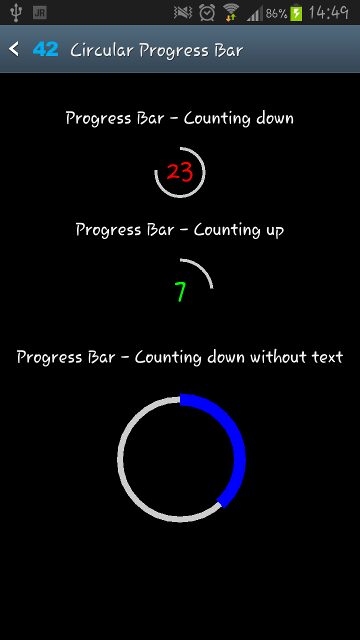 JB 86% 14:49
42 Circular Progress Bar
Progress Bar - Counting down
23
Progress Bar - Counting up
7
Progress Bar - Counting down without text